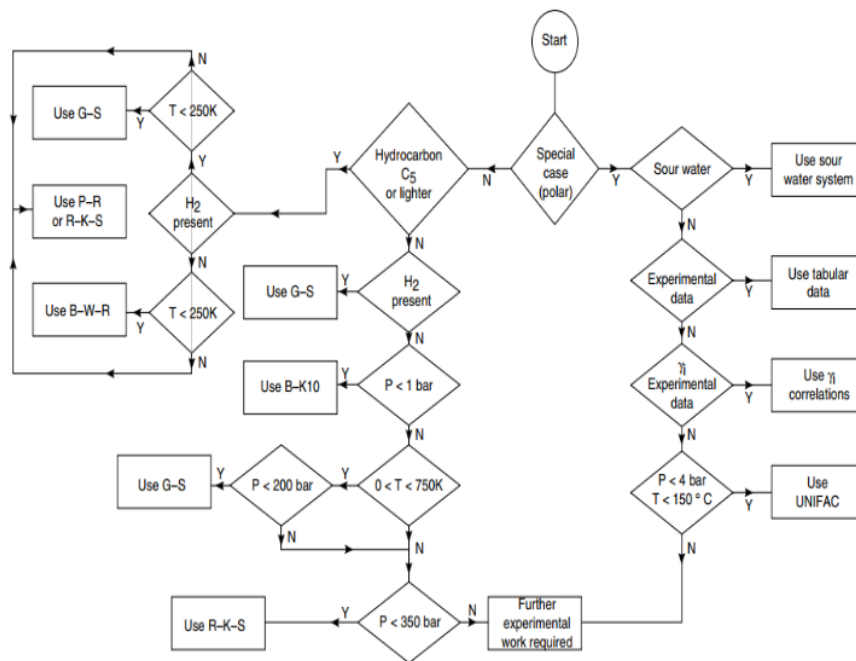 Start
N
Use G–S
T < 250K
Y
Y
Use P–R
or R–K–S
H2
present
N
Use B–W–R
T < 250K
Y
N
Hydrocarbon
C5
or lighter
Y
N
Special
case
(polar)
N
Y
Sour water
Y
Use sour
water system
N
Use G–S
Y
H2
present
N
Experimental
data
Y
Use tabular
data
N
Use B–K10
Y
P < 1 bar
N
γi
Experimental
data
Y
Use γi
correlations
N
Use G–S
Y
P < 200 bar
Y
0 < T < 750K
N
N
P < 4 bar
T < 150 º C
Y
Use
UNIFAC
N
Use R–K–S
Y
P < 350 bar
N
Further
experimental
work required